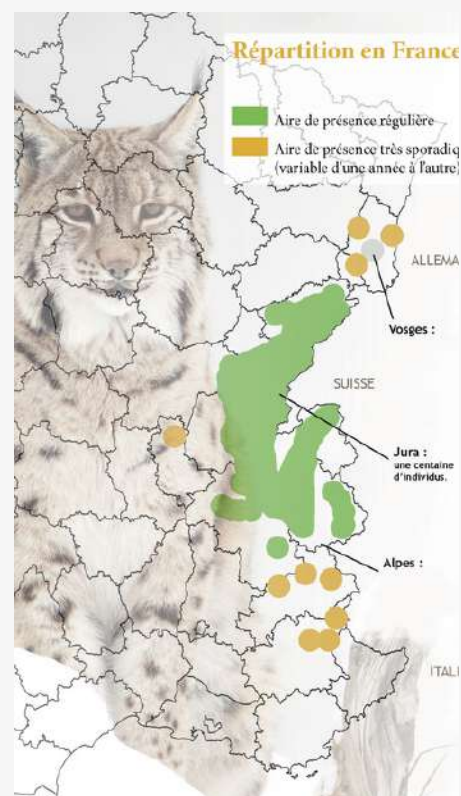 Répartition en France
Aire de présence régulière
Aire de présence très sporadiq
(variable d'une année à l'autre)
ALLEMA
Vosges :
SUISSE
Jura :
une centaine
d'individus.
Alpes :
ITALI